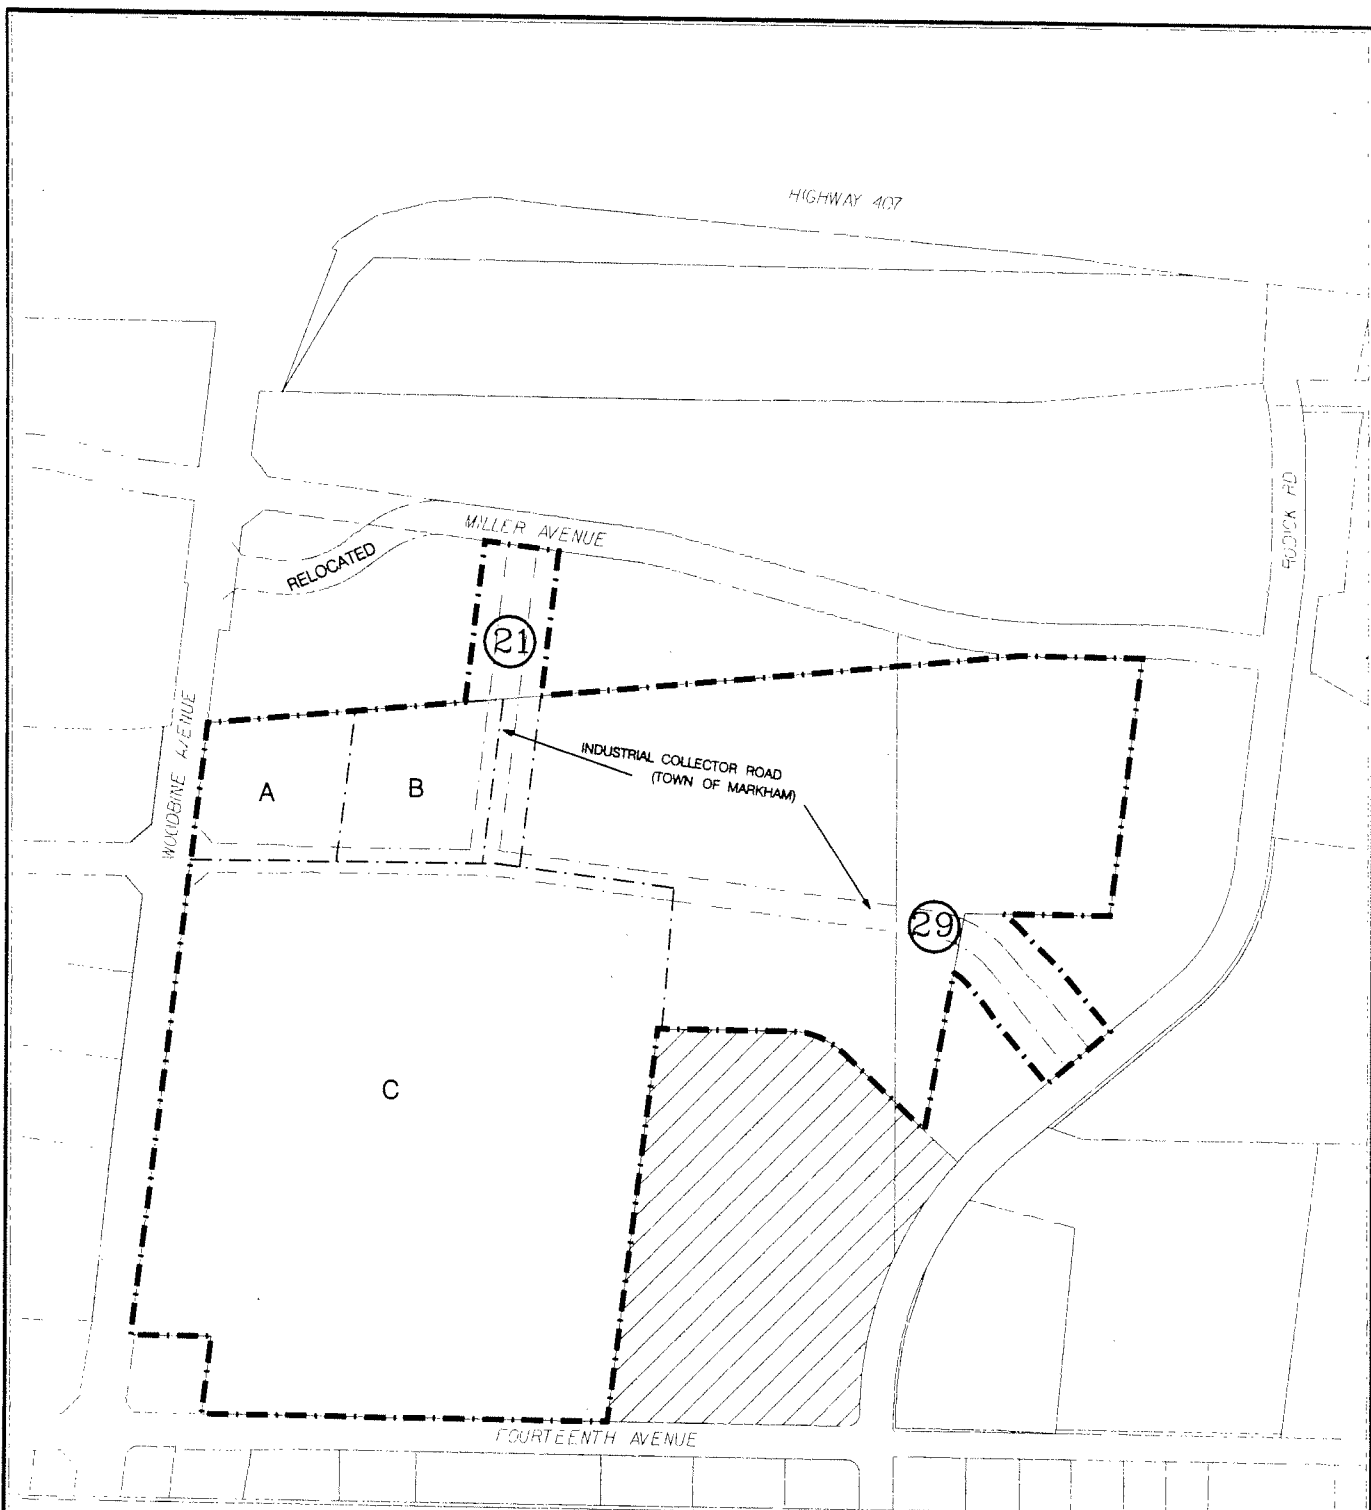 HIGHWAY 407
RODICK RD
MILLER AVENUE
RELOCATED
21
WOODBINE AVENUE
INDUSTRIAL COLLECTOR ROAD
(TOWN OF MARKHAM)
A
B
29
C
FOURTEENTH AVENUE